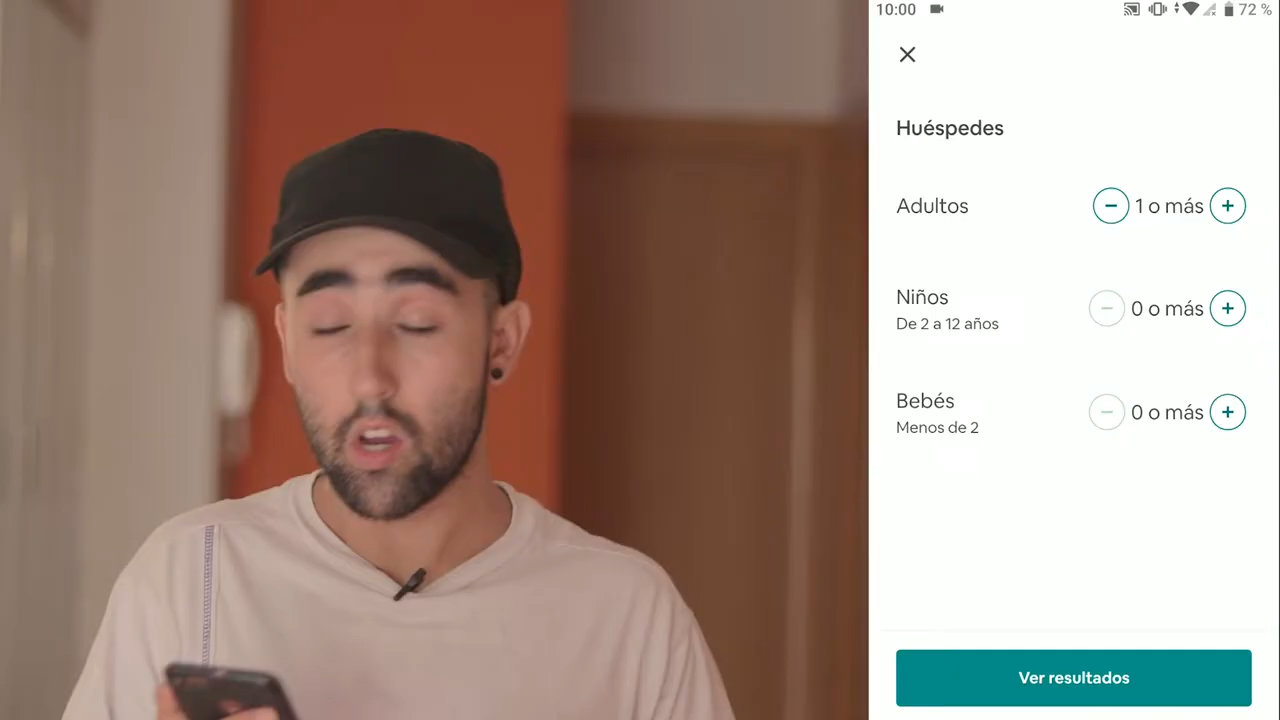 10:00
72 %
Huéspedes
Adultos
1 o más
Niños
De 2 a 12 años
0 o más
Bebés
Menos de 2
0 o más
Ver resultados